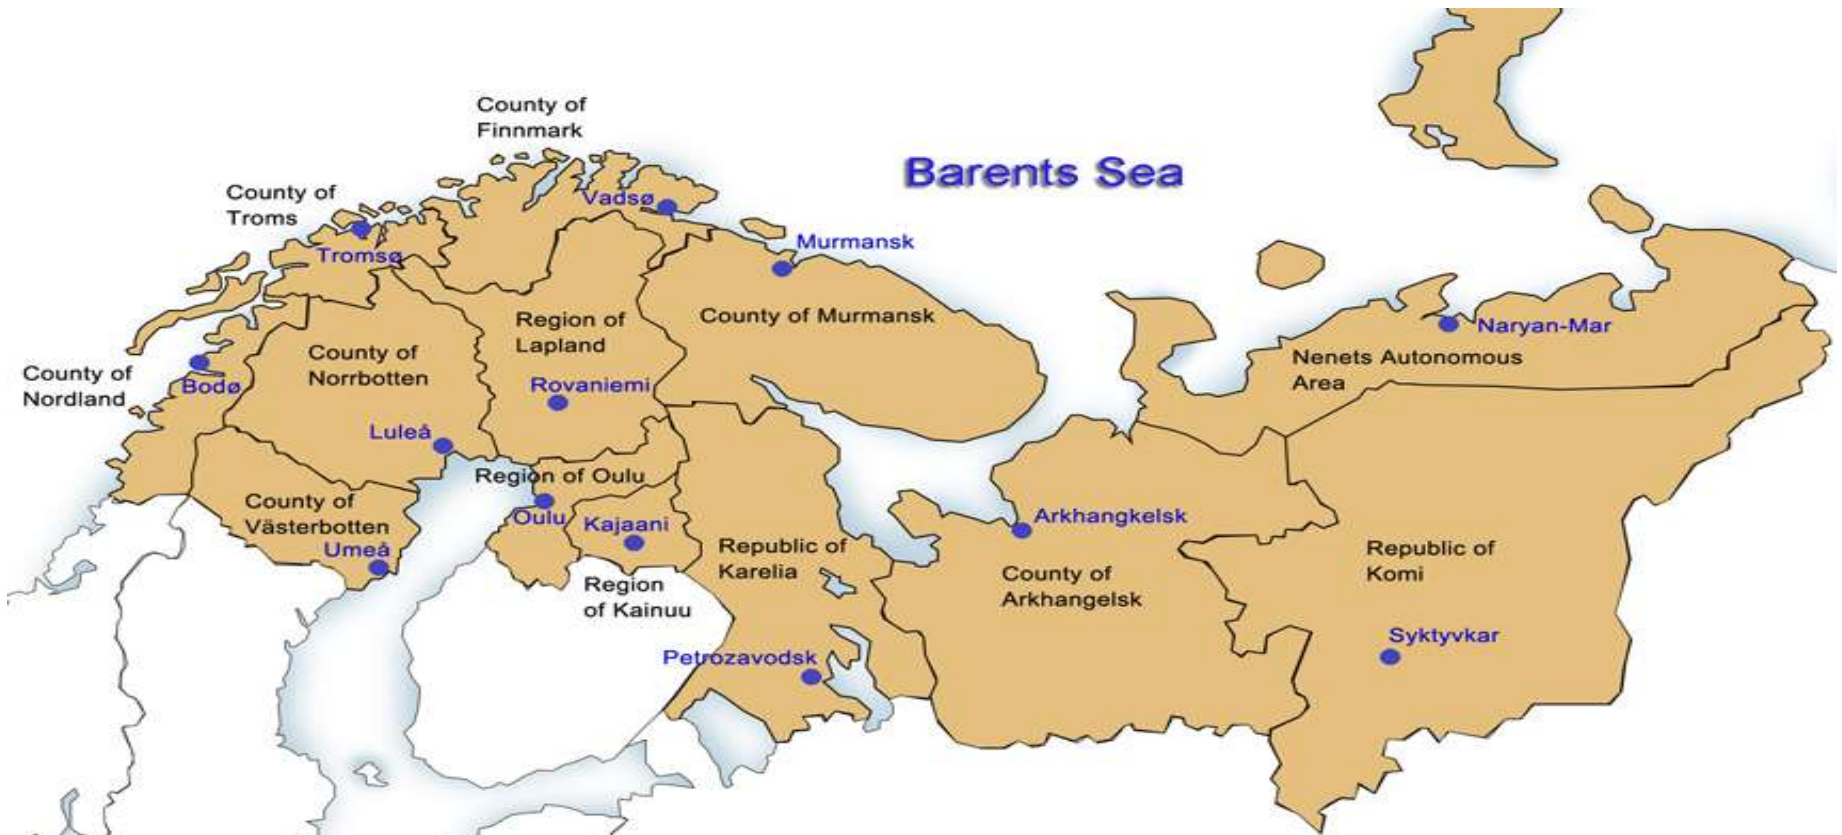 County of
Finnmark
Barents Sea
County of
Troms
Vadsø
Tromsø
Murmansk
County of Murmansk
Region of
Lapland
Naryan-Mar
County of
Norrbotten
Nenets Autonomous
Area
County of
Nordland
Bodø
Rovaniemi
Luleå
Region of Oulu
County of
Västerbotten
Oulu
Kajaani
Arkhangkelsk
Umeå
Republic of
Karelia
Republic of
Komi
Region
of Kainuu
County of
Arkhangelsk
Syktyvkar
Petrozavodsk